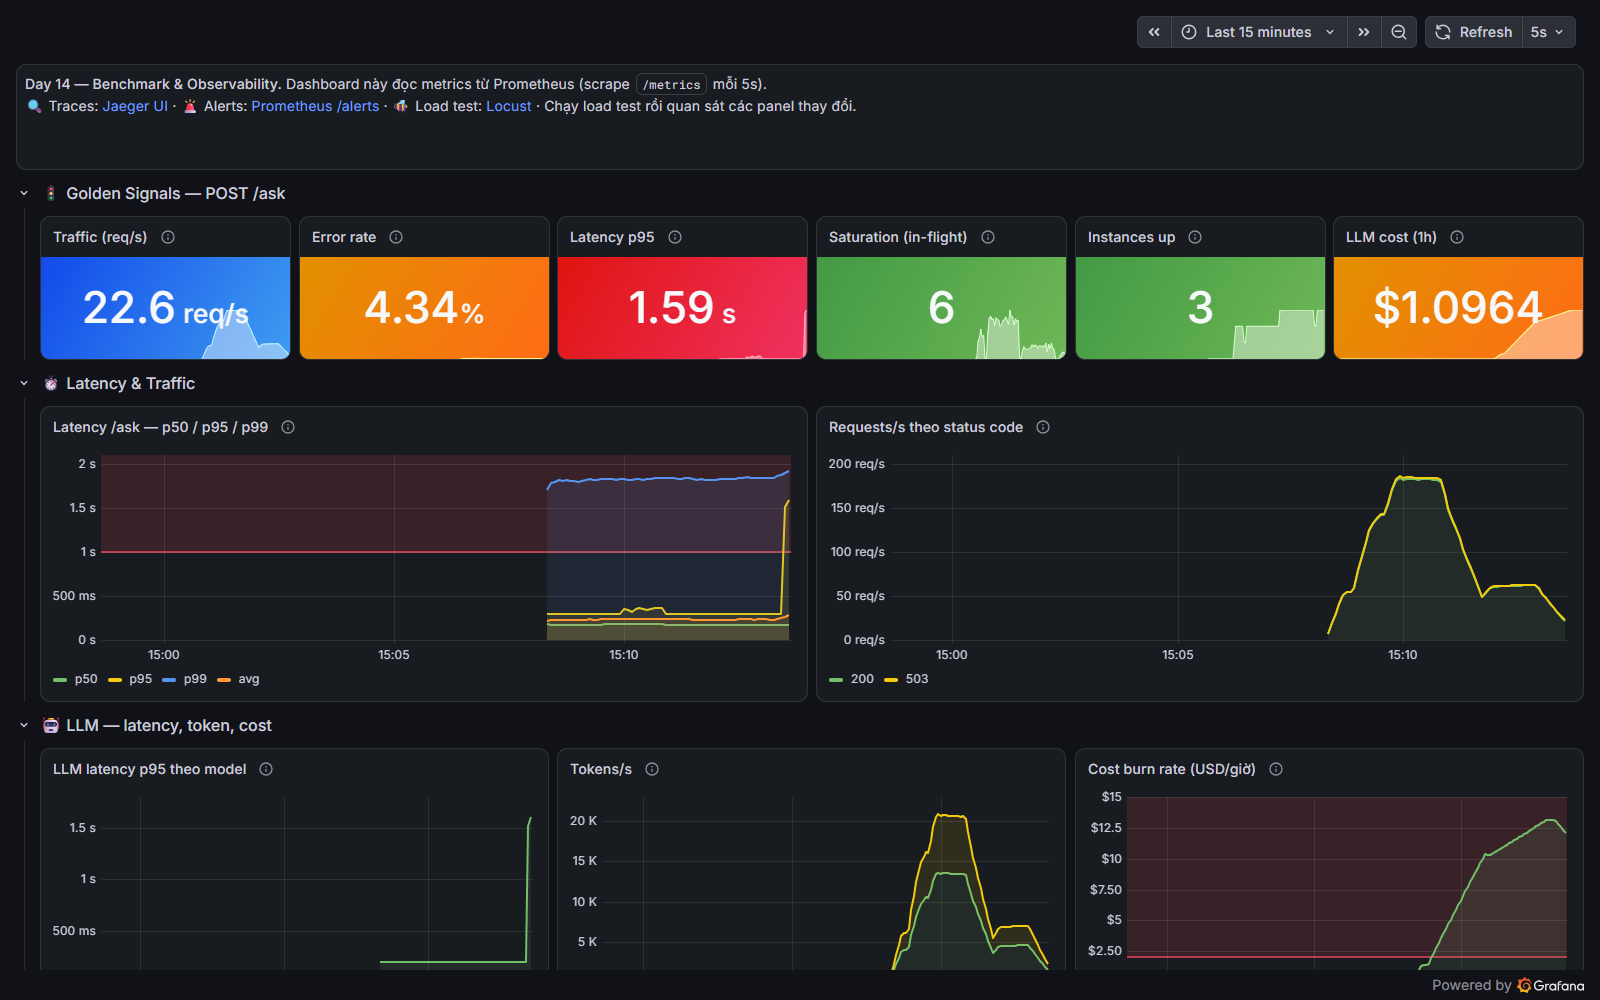 Last 15 minutes
Refresh
5s
Day 14 — Benchmark & Observability. Dashboard này đọc metrics từ Prometheus (scrape /metrics mỗi 5s).
Traces: Jaeger UI · Alerts: Prometheus /alerts · Load test: Locust · Chạy load test rồi quan sát các panel thay đổi.
Golden Signals — POST /ask
Traffic (req/s)
22.6 req/s
Error rate
4.34%
Latency p95
1.59 s
Saturation (in-flight)
6
Instances up
3
LLM cost (1h)
$1.0964
Latency & Traffic
Latency /ask — p50 / p95 / p99
2 s
1.5 s
1 s
500 ms
0 s
15:00 15:05 15:10
p50 p95 p99 avg
Requests/s theo status code
200 req/s
150 req/s
100 req/s
50 req/s
0 req/s
15:00 15:05 15:10
200 503
LLM — latency, token, cost
LLM latency p95 theo model
1.5 s
1 s
500 ms
Tokens/s
20 K
15 K
10 K
5 K
Cost burn rate (USD/giờ)
$15
$12.5
$10
$7.50
$5
$2.50
Powered by Grafana